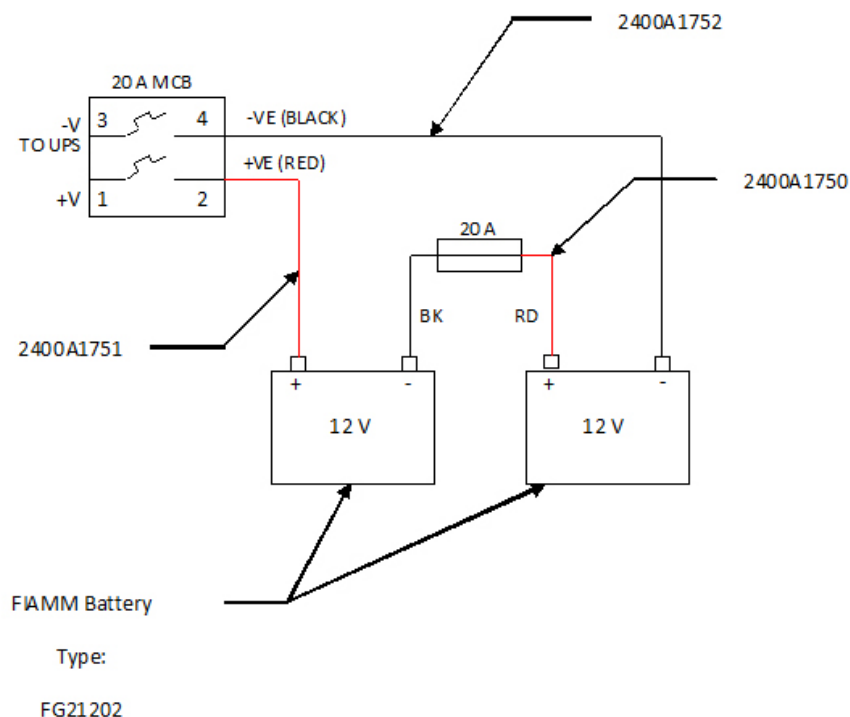 2400A1752
20 A MCB
3
4
-V
TO UPS
-VE (BLACK)
+VE (RED)
+V
1
2
2400A1750
20 A
BK
RD
2400A1751
+
-
+
-
12 V
12 V
FIAMM Battery
Type:
FG21202